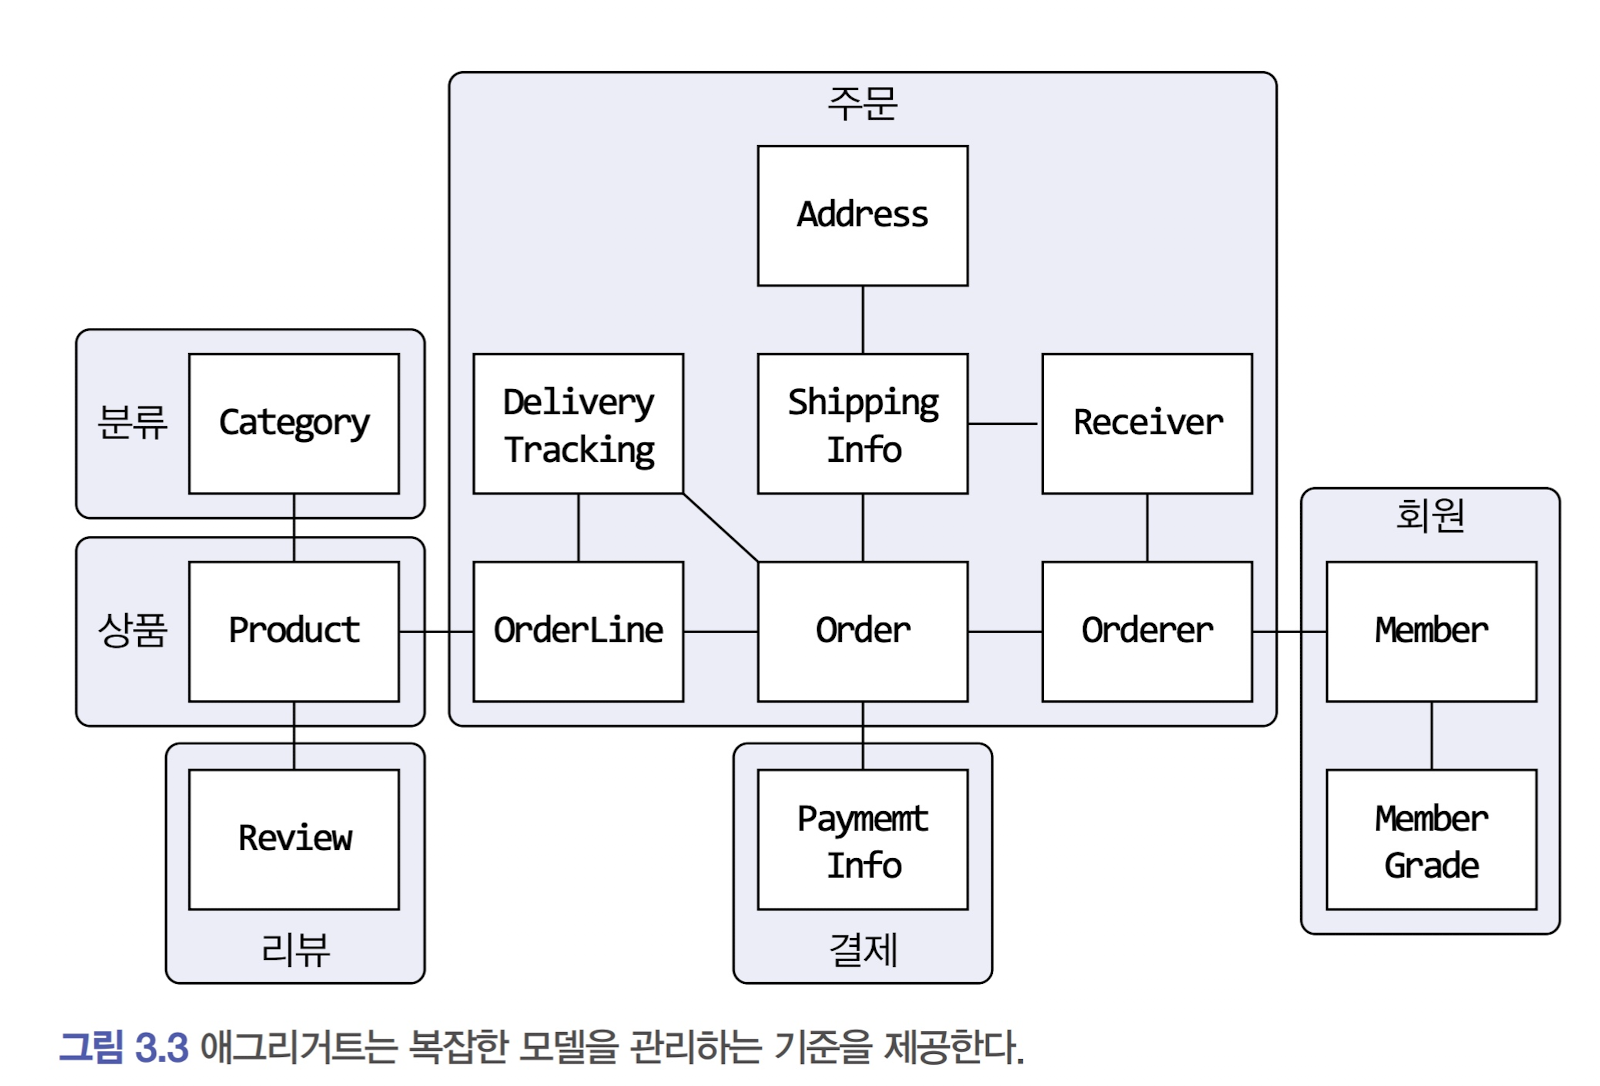 주문
Address
분류
Category
Delivery
Tracking
Shipping
Info
Receiver
회원
상품
Product
OrderLine
Order
Orderer
Member
Review
리뷰
Paymemt
Info
결제
Member
Grade
그림 3.3 애그리거트는 복잡한 모델을 관리하는 기준을 제공한다.